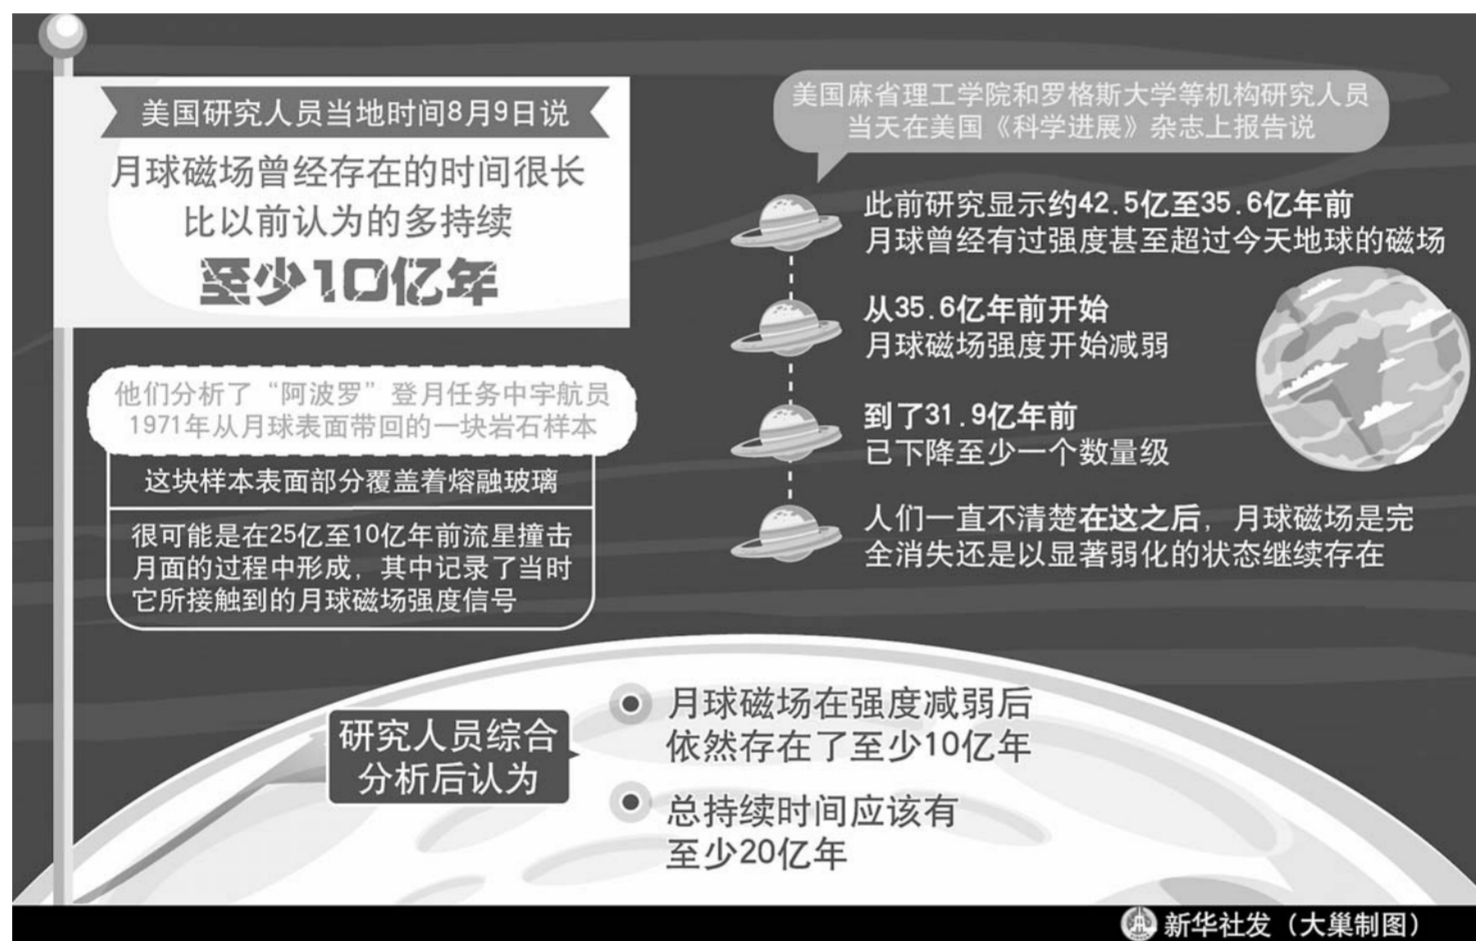 美国研究人员当地时间8月9日说
月球磁场曾经存在的时间很长
比以前认为的多持续
至少10亿年
他们分析了“阿波罗”登月任务中宇航员
1971年从月球表面带回的一块岩石样本
这块样本表面部分覆盖着熔融玻璃
很可能是在25亿至10亿年前流星撞击
月面的过程中形成，其中记录了当时
它所接触到的月球磁场强度信号
美国麻省理工学院和罗格斯大学等机构研究人员
当天在美国《科学进展》杂志上报告说
此前研究显示约42.5亿至35.6亿年前
月球曾经有过强度甚至超过今天地球的磁场
从35.6亿年前开始
月球磁场强度开始减弱
到了31.9亿年前
已下降至少一个数量级
人们一直不清楚在这之后，月球磁场是完
全消失还是以显著弱化的状态继续存在
研究人员综合
分析后认为
月球磁场在强度减弱后
依然存在了至少10亿年
总持续时间应该有
至少20亿年
新华社发（大巢制图）